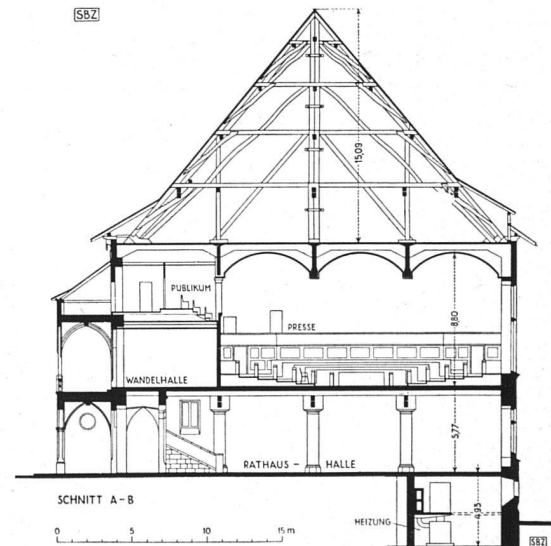 SBZ
15,09
PUBLIKUM
8,80
PRESSE
WANDELHALLE
5,77
RATHAUS - HALLE
SCHNITT A-B
4,95
HEIZUNG
0 5 10 15 m
SBZ